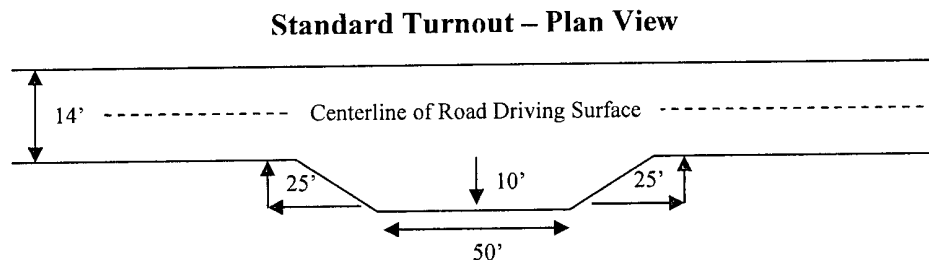 Standard Turnout – Plan View
14’
Centerline of Road Driving Surface
25’
10’
25’
50’